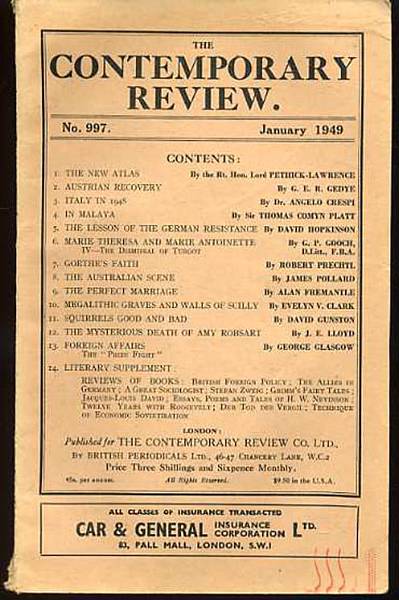 THE
CONTEMPORARY
REVIEW.
No. 997. January 1949
CONTENTS:
1. THE NEW ATLAS By the Rt. Hon. Lord PETHICK-LAWRENCE
2. AUSTRIAN RECOVERY By G. E. R. GEDYE
3. ITALY IN 1948 By Dr. ANGELO CRESPI
4. IN MALAYA By Sir THOMAS COMYN PLATT
5. THE LESSON OF THE GERMAN RESISTANCE By DAVID HOPKINSON
6. MARIE THERESA AND MARIE ANTOINETTE By G. P. GOOCH,
IV—The Dismissal of Turgot D.Litt., F.B.A.
7. GOETHE'S FAITH By ROBERT PRECHTL
8. THE AUSTRALIAN SCENE By JAMES POLLARD
9. THE PERFECT MARRIAGE By ALAN FREMANTLE
10. MEGALITHIC GRAVES AND WALLS OF SCILLY By EVELYN V. CLARK
11. SQUIRRELS GOOD AND BAD By DAVID GUNSTON
12. THE MYSTERIOUS DEATH OF AMY ROBSART By J. E. LLOYD
13. FOREIGN AFFAIRS By GEORGE GLASGOW
The "Prize Fight"
14. LITERARY SUPPLEMENT:
REVIEWS OF BOOKS: British Foreign Policy; The Allies in
Germany; A Great Sociologist; Stefan Zweig; Grimm's Fairy Tales;
Jacques-Louis David; Essays, Poems and Tales of H. W. Nevinson;
Twelve Years with Roosevelt; Der Tod des Vergil; Technique
of Economic Sovietisation
LONDON:
Published for THE CONTEMPORARY REVIEW CO. LTD.,
By BRITISH PERIODICALS LTD., 46-47 Chancery Lane, W.C.2
Price Three Shillings and Sixpence Monthly.
45s. per annum. All Rights Reserved. $9.50 in the U.S.A.
ALL CLASSES OF INSURANCE TRANSACTED
CAR & GENERAL INSURANCE CORPORATION LTD.
83, PALL MALL, LONDON, S.W.1